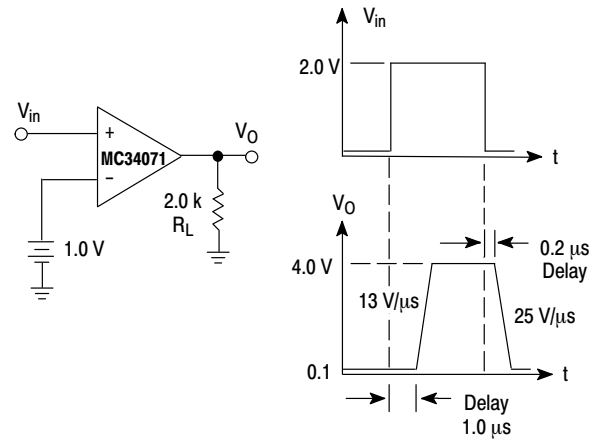 Vin
MC34071
+
−
VO
2.0 k
RL
1.0 V
Vin
2.0 V
t
VO
4.0 V
0.2 µs
Delay
13 V/µs
25 V/µs
0.1
t
Delay
1.0 µs